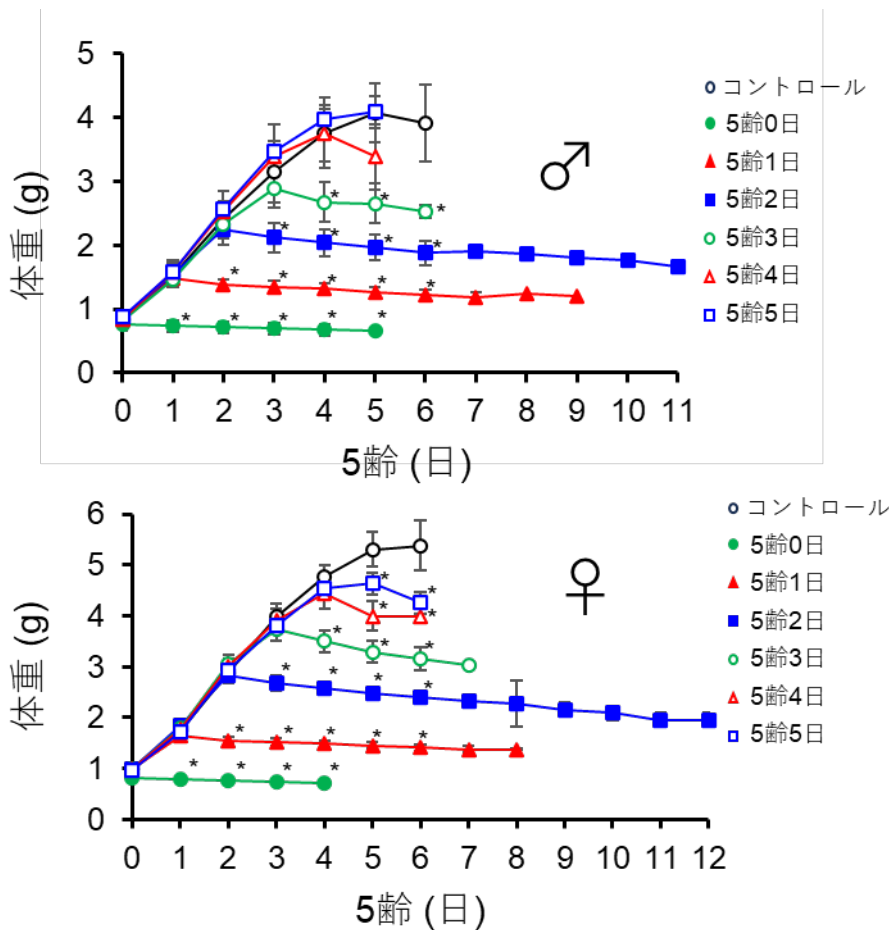 体重 (g)
5
4
3
2
1
0
0 1 2 3 4 5 6 7 8 9 10 11
5齢 (日)
♂
コントロール
5齢0日
5齢1日
5齢2日
5齢3日
5齢4日
5齢5日
* * * *
* * * *
* * * * * *
* * * * *
体重 (g)
6
5
4
3
2
1
0
0 1 2 3 4 5 6 7 8 9 10 11 12
5齢 (日)
♀
コントロール
5齢0日
5齢1日
5齢2日
5齢3日
5齢4日
5齢5日
* *
* *
* * *
* * * *
* * * * *
* * * *